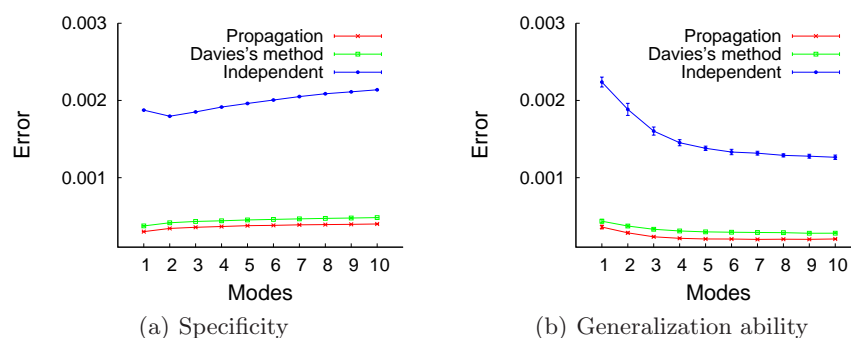 0.003
Propagation
Davies's method
Independent
0.002
Error
0.001
1 2 3 4 5 6 7 8 9 10
Modes
(a) Specificity
0.003
Propagation
Davies's method
Independent
0.002
Error
0.001
1 2 3 4 5 6 7 8 9 10
Modes
(b) Generalization ability